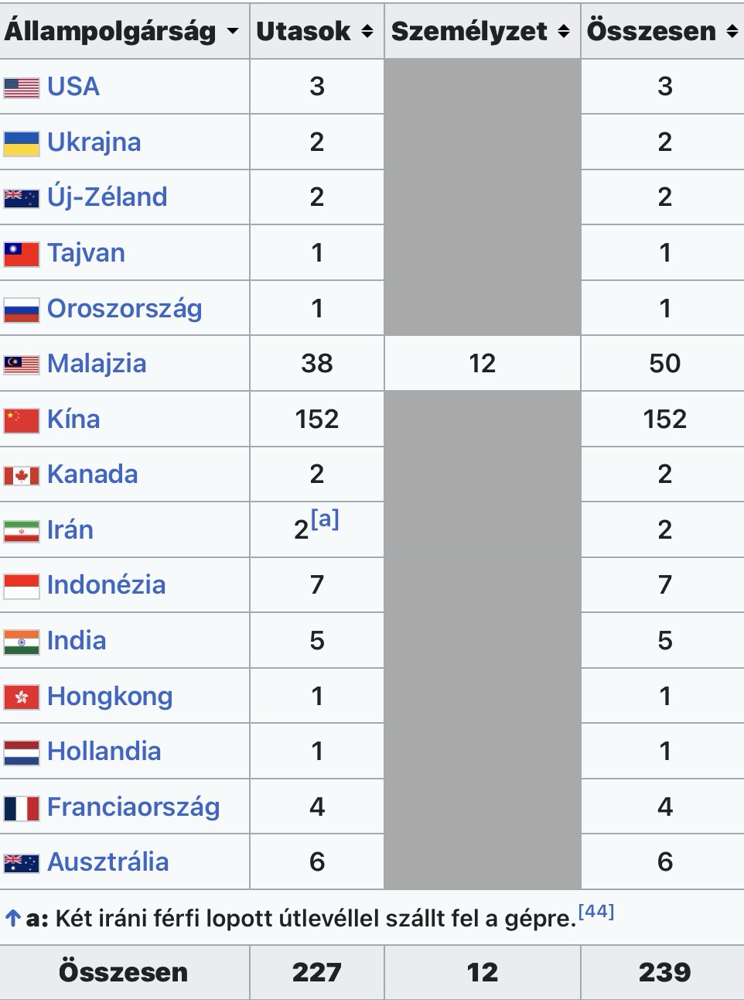 Állampolgárság Utasok Személyzet Összesen
USA 3 3
Ukrajna 2 2
Új-Zéland 2 2
Tajvan 1 1
Oroszország 1 1
Malajzia 38 12 50
Kína 152 152
Kanada 2 2
Irán 2[a] 2
Indonézia 7 7
India 5 5
Hongkong 1 1
Hollandia 1 1
Franciaország 4 4
Ausztrália 6 6
↑ a: Két iráni férfi lopott útlevéllel szállt fel a gépre.[44]
Összesen 227 12 239